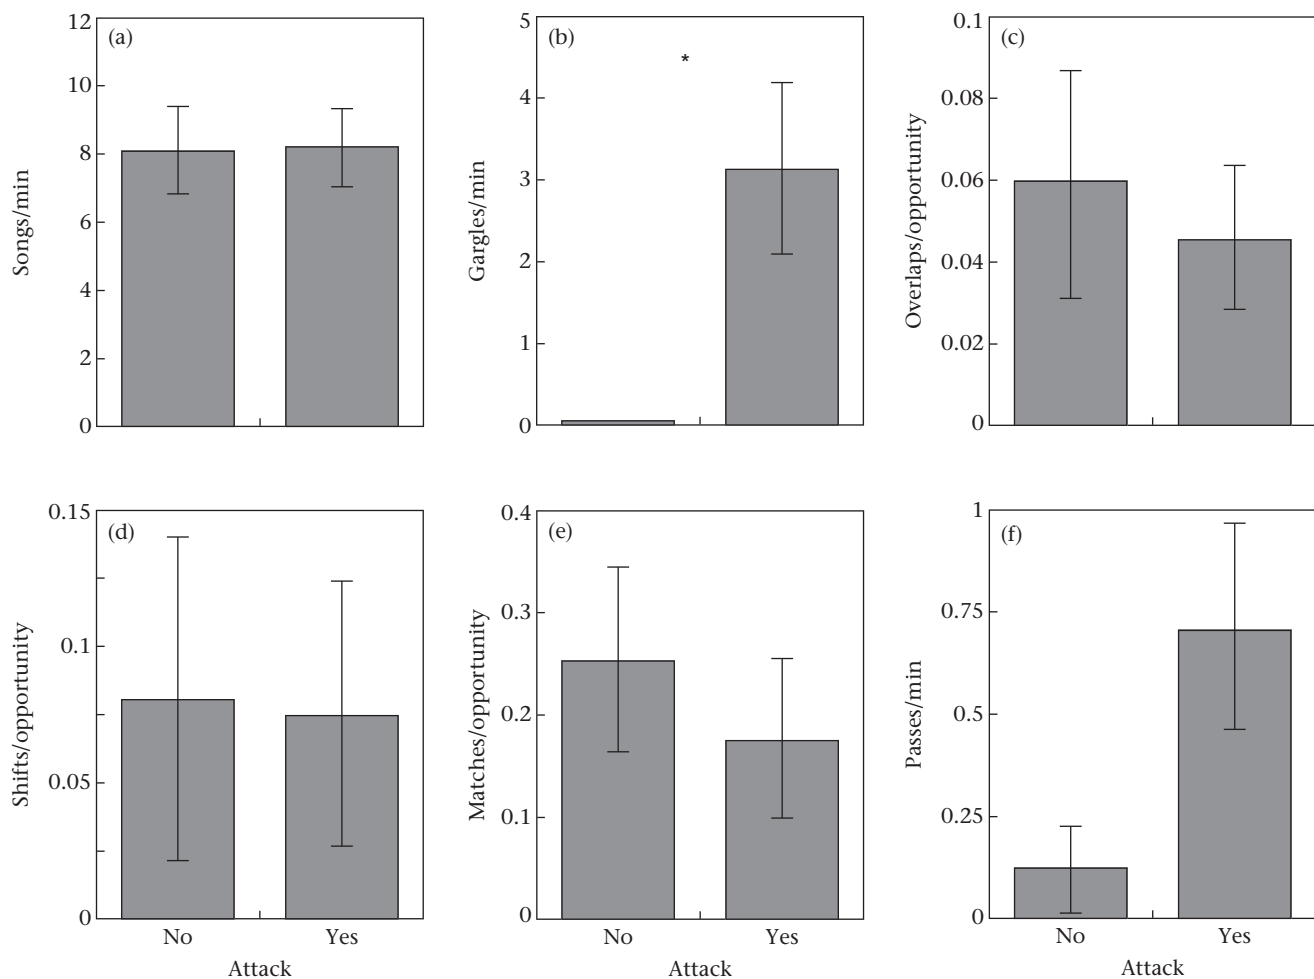 (a)
12
10
8
6
4
2
0
Songs/min
(b)
*
5
4
3
2
1
0
Gargles/min
(c)
0.1
0.08
0.06
0.04
0.02
0
Overlaps/opportunity
(d)
0.15
0.1
0.05
0
Shifts/opportunity
No Yes
Attack
(e)
0.4
0.3
0.2
0.1
0
Matches/opportunity
No Yes
Attack
(f)
1
0.75
0.5
0.25
0
Passes/min
No Yes
Attack